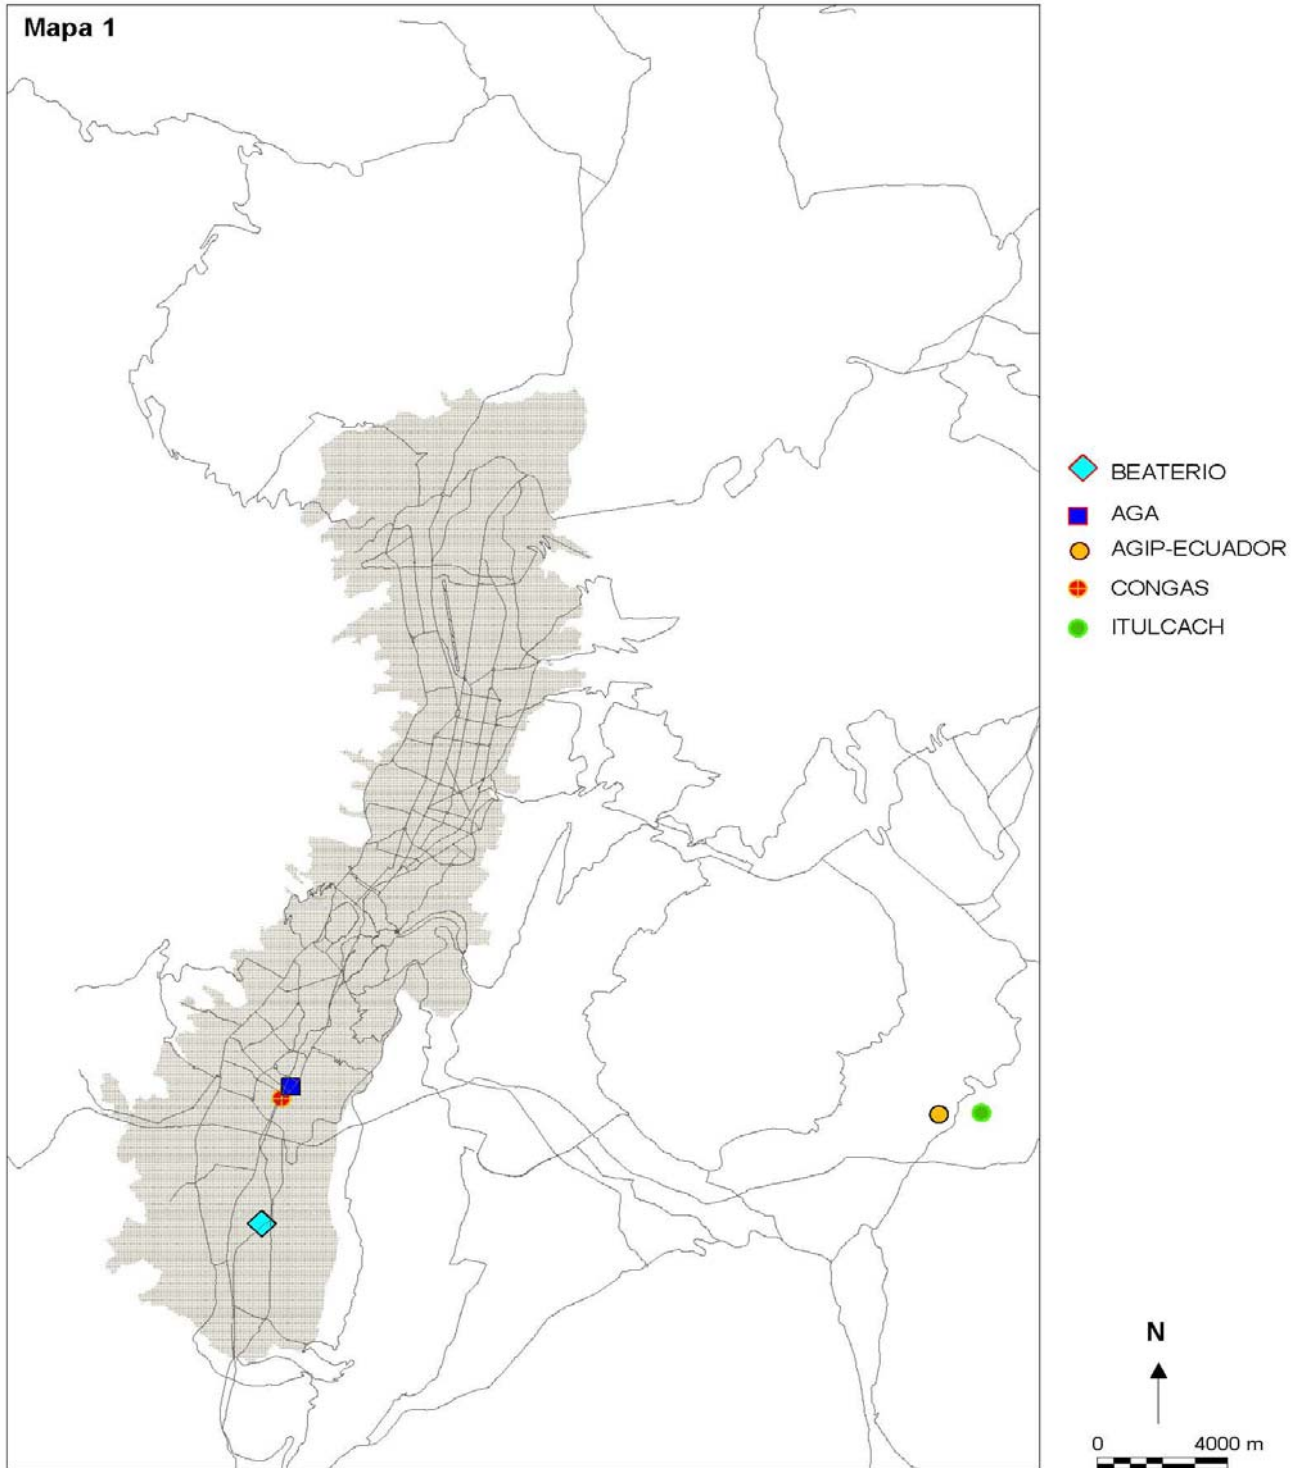 Mapa 1
BEATERIO
AGA
AGIP-ECUADOR
CONGAS
ITULCACH
N
0 4000 m